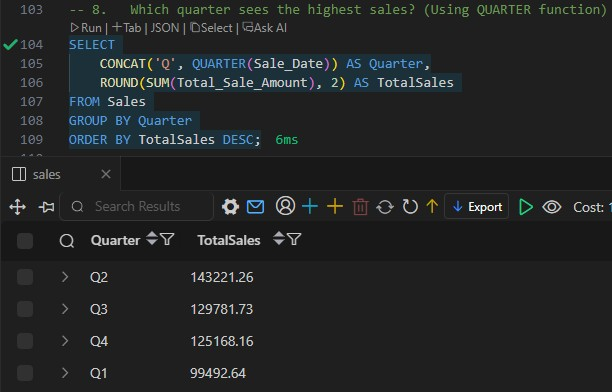 103 -- 8. Which quarter sees the highest sales? (Using QUARTER function)
Run | Tab | JSON | Select | Ask AI
104 SELECT
105 CONCAT('Q', QUARTER(Sale_Date)) AS Quarter,
106 ROUND(SUM(Total_Sale_Amount), 2) AS TotalSales
107 FROM Sales
108 GROUP BY Quarter
109 ORDER BY TotalSales DESC; 6ms
sales
Search Results Export Cost: 1
Quarter TotalSales
Q2 143221.26
Q3 129781.73
Q4 125168.16
Q1 99492.64